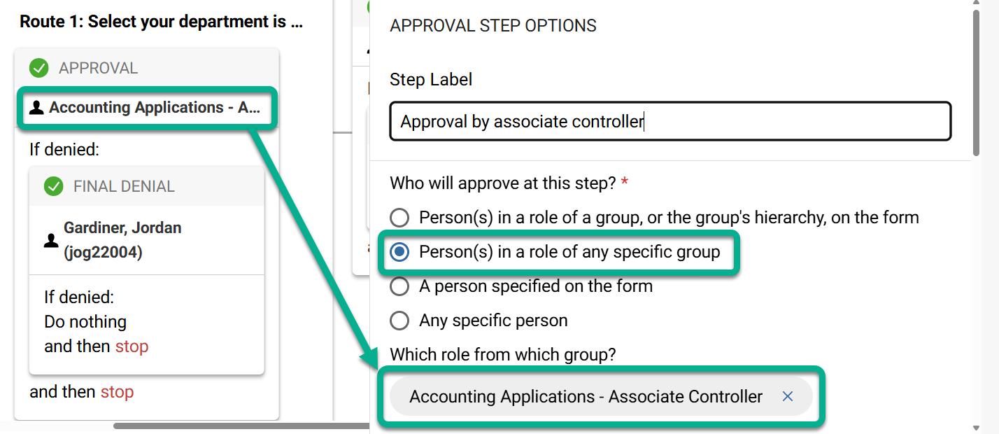 Route 1: Select your department is ...
APPROVAL
Accounting Applications - A...
If denied:
FINAL DENIAL
Gardiner, Jordan
(jog22004)
If denied:
Do nothing
and then stop
and then stop
APPROVAL STEP OPTIONS
Step Label
Approval by associate controller
Who will approve at this step? *
Person(s) in a role of a group, or the group's hierarchy, on the form
Person(s) in a role of any specific group
A person specified on the form
Any specific person
Which role from which group?
Accounting Applications - Associate Controller